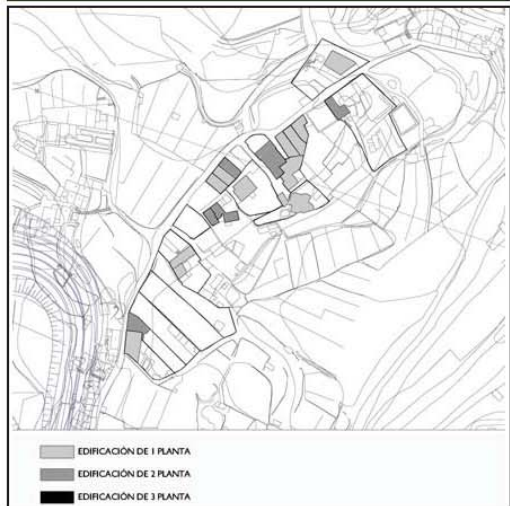 EDIFICACIÓN DE 1 PLANTA
EDIFICACIÓN DE 2 PLANTA
EDIFICACIÓN DE 3 PLANTA